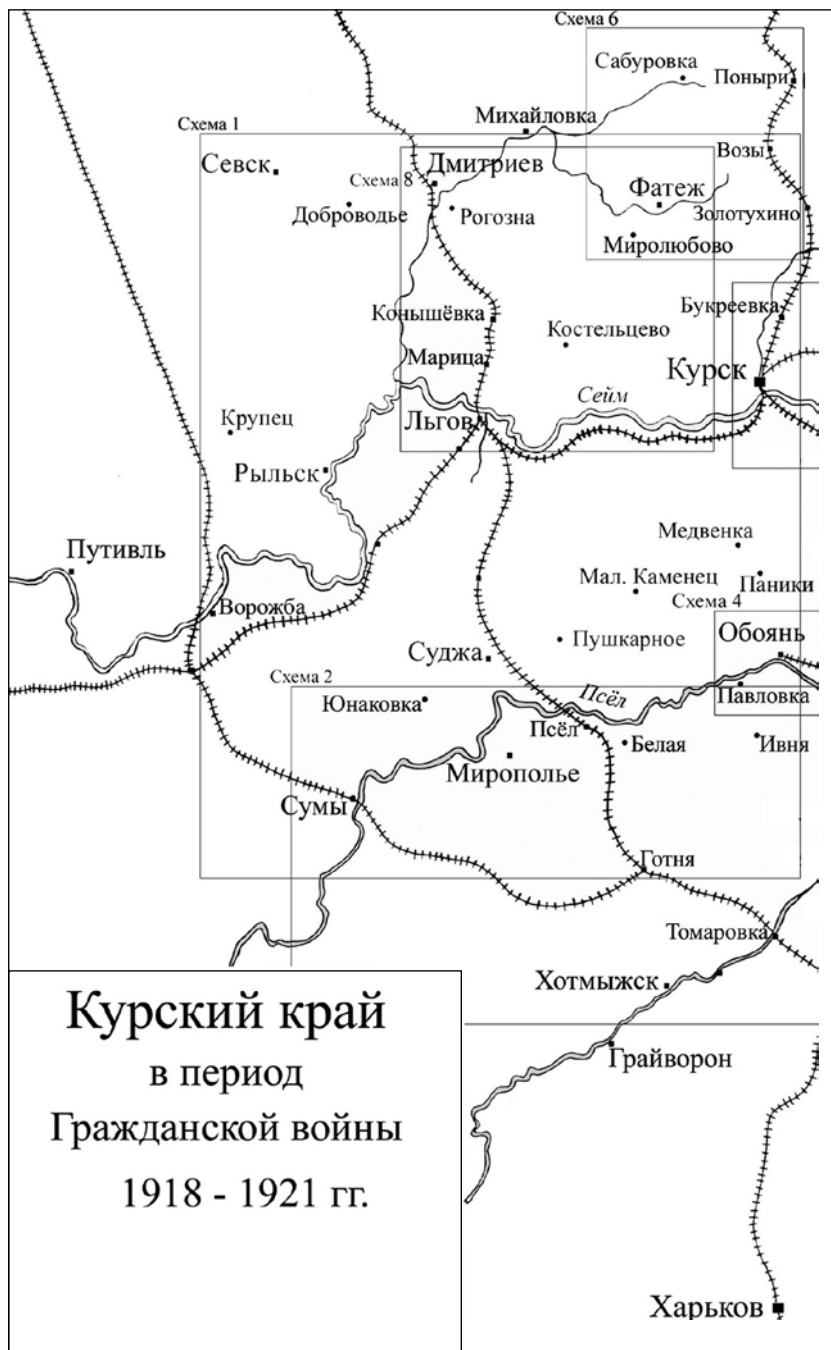 Схема 6
Сабуровка
Поныри
Михайловка
Схема 1
Возы
Севск
Схема 8
Дмитриев
Фатеж
Доброводье
Рогозна
Золотухино
Миролюбово
Конышёвка
Букреевка
Костельцево
Марица
Курск
Сейм
Крупец
Льгов
Рыльск
Медвенка
Путивль
Мал. Каменец
Паники
Ворожба
Схема 4
Пушкарное
Обоянь
Суджа
Схема 2
Псёл
Павловка
Юнаковка
Псёл
Белая
Ивня
Мирополье
Сумы
Готня
Томаровка
Хотмыжск
Курский край
в период
Гражданской войны
1918 - 1921 гг.
Грайворон
Харьков